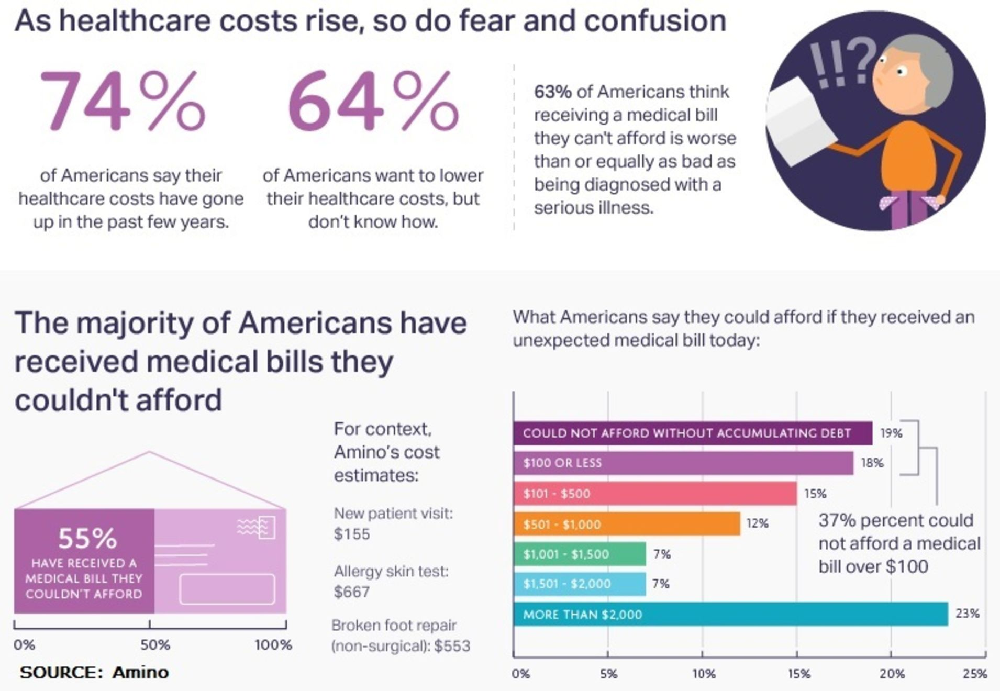 As healthcare costs rise, so do fear and confusion
74%
of Americans say their
healthcare costs have gone
up in the past few years.
64%
of Americans want to lower
their healthcare costs, but
don't know how.
63% of Americans think
receiving a medical bill
they can't afford is worse
than or equally as bad as
being diagnosed with a
serious illness.
!!?
The majority of Americans have
received medical bills they
couldn't afford
55%
HAVE RECEIVED A
MEDICAL BILL THEY
COULDN'T AFFORD
0%
50%
100%
For context,
Amino's cost
estimates:
New patient visit:
$155
Allergy skin test:
$667
Broken foot repair
(non-surgical): $553
SOURCE: Amino
What Americans say they could afford if they received an
unexpected medical bill today:
COULD NOT AFFORD WITHOUT ACCUMULATING DEBT 19%
$100 OR LESS 18%
$101 - $500 15%
$501 - $1,000 12%
$1,001 - $1,500 7%
$1,501 - $2,000 7%
MORE THAN $2,000 23%
37% percent could
not afford a medical
bill over $100
0% 5% 10% 15% 20% 25%